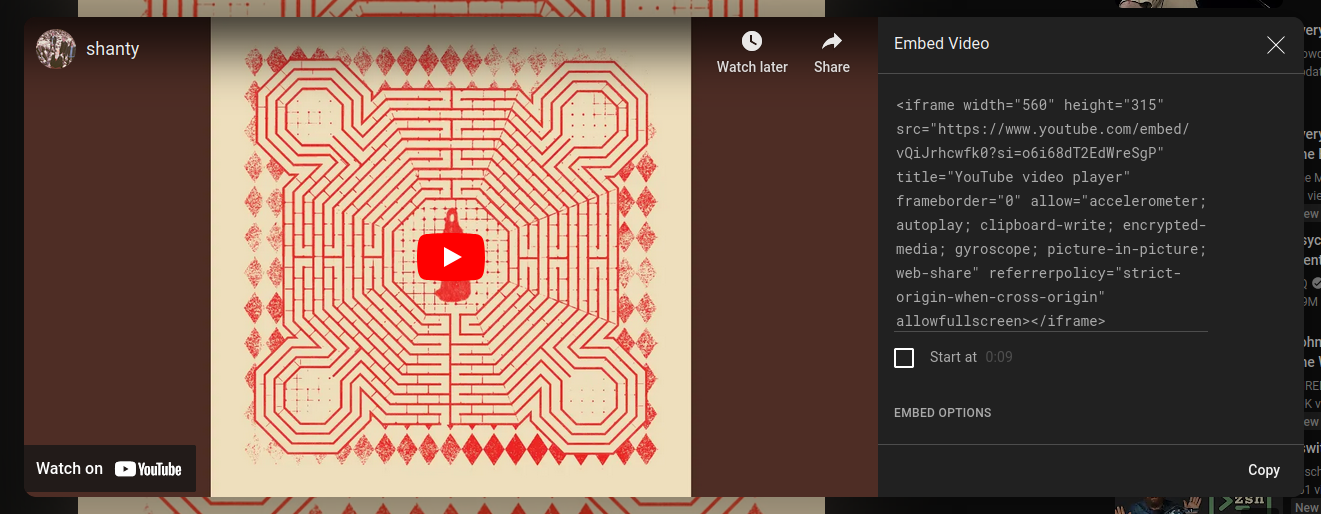 shanty
Watch later
Share
Watch on YouTube
Embed Video
<iframe width="560" height="315"
src="https://www.youtube.com/embed/
vQiJrhcwfk0?si=o6i68dT2EdWreSgP"
title="YouTube video player"
frameborder="0" allow="accelerometer;
autoplay; clipboard-write; encrypted-
media; gyroscope; picture-in-picture;
web-share" referrerpolicy="strict-
origin-when-cross-origin"
allowfullscreen></iframe>
Start at 0:09
EMBED OPTIONS
Copy
zsh
New